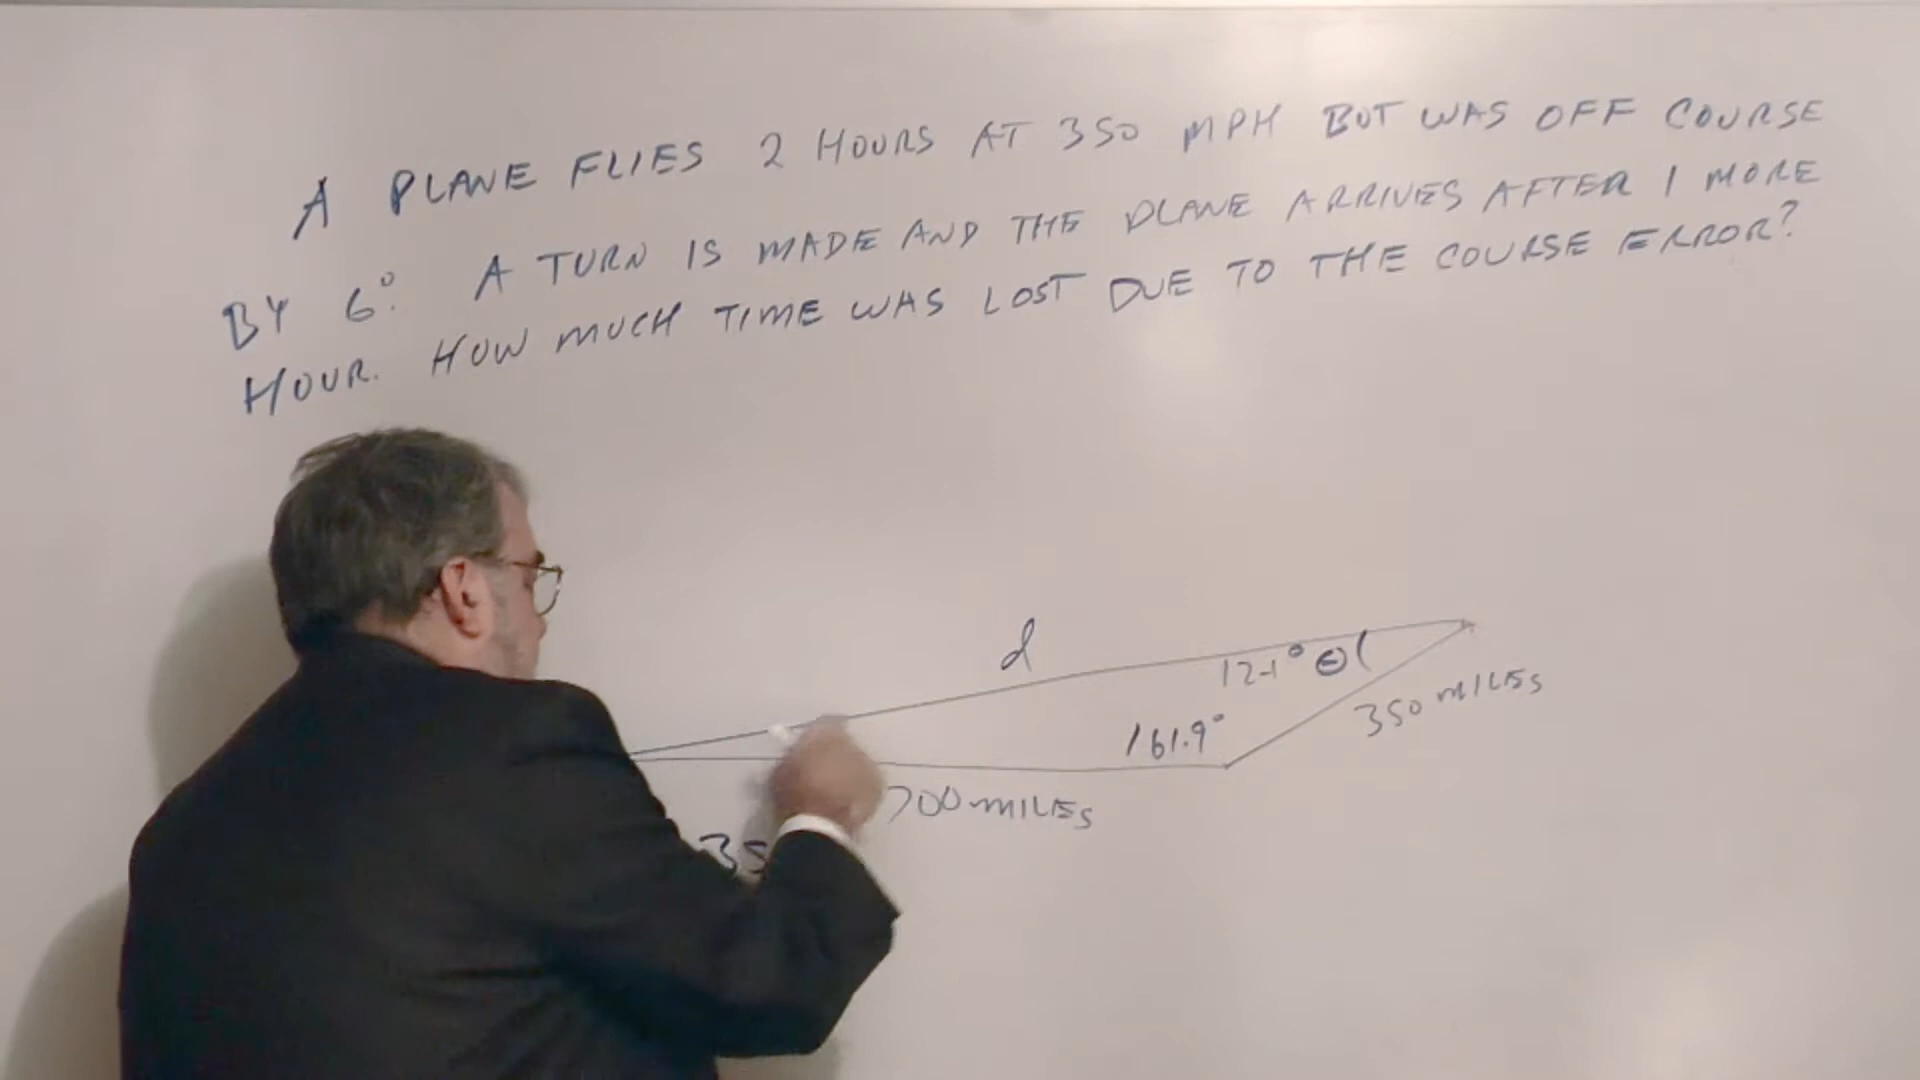 A PLANE FLIES 2 HOURS AT 350 MPH BUT WAS OFF COURSE
BY 6°. A TURN IS MADE AND THE PLANE ARRIVES AFTER 1 MORE
HOUR. HOW MUCH TIME WAS LOST DUE TO THE COURSE ERROR?
d
12.1° θ
350 MILES
161.9°
700 MILES
35